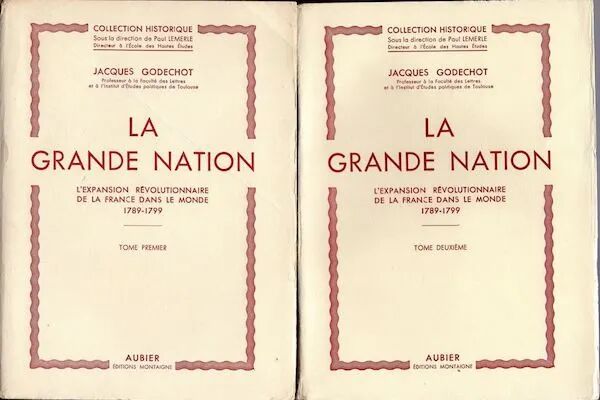 COLLECTION HISTORIQUE
Sous la direction de Paul LEMERLE
Directeur à l'École des Hautes Études
JACQUES GODECHOT
Professeur à la Faculté des Lettres
et à l'Institut d'Études politiques de Toulouse
LA
GRANDE NATION
L'EXPANSION RÉVOLUTIONNAIRE
DE LA FRANCE DANS LE MONDE
1789-1799
TOME PREMIER
AUBIER
ÉDITIONS MONTAIGNE
COLLECTION HISTORIQUE
Sous la direction de Paul LEMERLE
Directeur à l'École des Hautes Études
JACQUES GODECHOT
Professeur à la Faculté des Lettres
et à l'Institut d'Études politiques de Toulouse
LA
GRANDE NATION
L'EXPANSION RÉVOLUTIONNAIRE
DE LA FRANCE DANS LE MONDE
1789-1799
TOME DEUXIÈME
AUBIER
ÉDITIONS MONTAIGNE